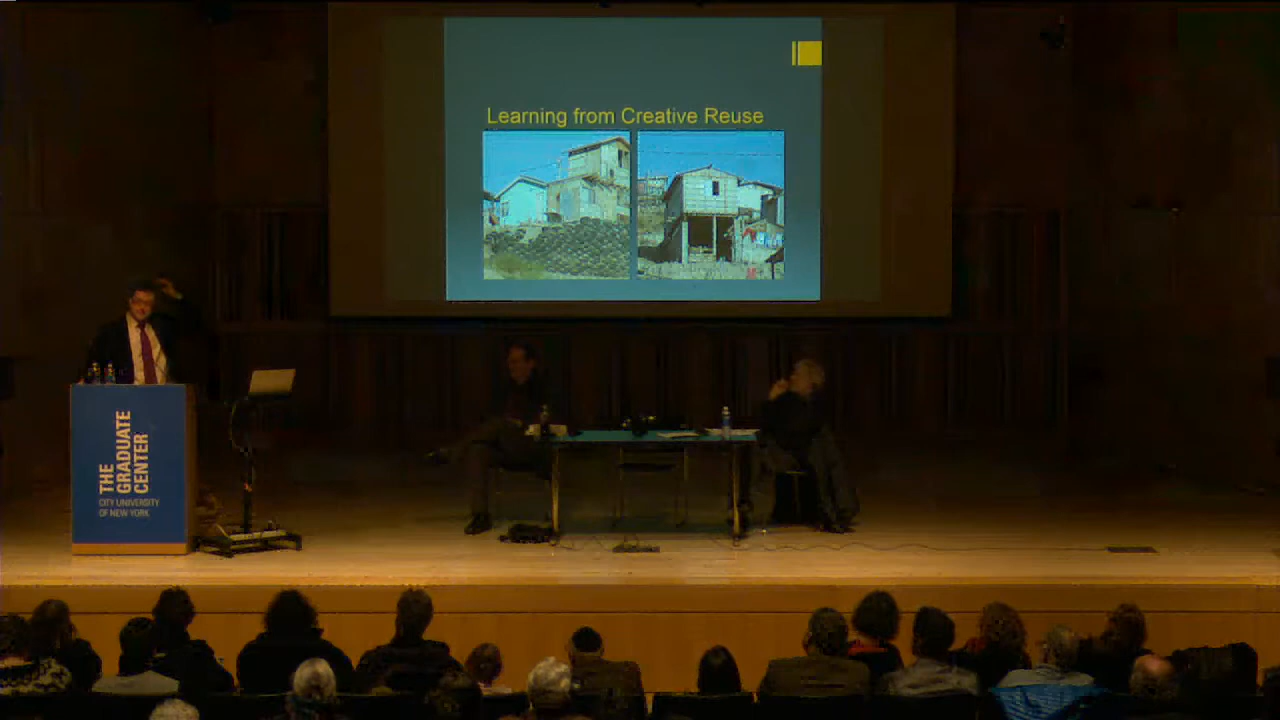 Learning from Creative Reuse
THE
GRADUATE
CENTER
CITY UNIVERSITY
OF NEW YORK